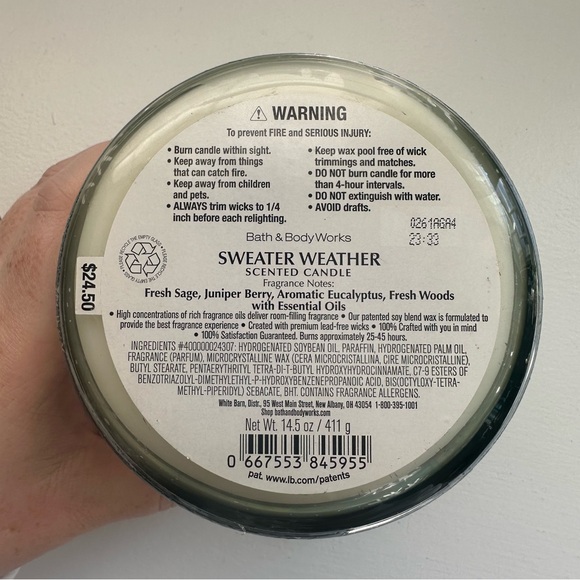 ⚠ WARNING
To prevent FIRE and SERIOUS INJURY:
• Burn candle within sight.
• Keep away from things
that can catch fire.
• Keep away from children
and pets.
• ALWAYS trim wicks to 1/4
inch before each relighting.
• Keep wax pool free of wick
trimmings and matches.
• DO NOT burn candle for more
than 4-hour intervals.
• DO NOT extinguish with water.
• AVOID drafts.
0261AGA4
23:33
Bath & Body Works
SWEATER WEATHER
SCENTED CANDLE
Fragrance Notes:
Fresh Sage, Juniper Berry, Aromatic Eucalyptus, Fresh Woods
with Essential Oils
• High concentrations of rich fragrance oils deliver room-filling fragrance • Our patented soy blend wax is formulated to
provide the best fragrance experience • Created with premium lead-free wicks • 100% Crafted with you in mind
• 100% Satisfaction Guaranteed. Burns approximately 25-45 hours.
INGREDIENTS #400000024307: HYDROGENATED SOYBEAN OIL, PARAFFIN, HYDROGENATED PALM OIL,
FRAGRANCE (PARFUM), MICROCRYSTALLINE WAX (CERA MICROCRISTALLINA, CIRE MICROCRISTALLINE),
BUTYL STEARATE, PENTAERYTHRITYL TETRA-DI-T-BUTYL HYDROXYHYDROCINNAMATE, C7-9 ESTERS OF
BENZOTRIAZOLYL-DIMETHYLETHYL-P-HYDROXYBENZENEPROPANOIC ACID, BIS(OCTYLOXY-TETRA-
METHYL-PIPERIDYL) SEBACATE, BHT. CONTAINS FRAGRANCE ALLERGENS.
White Barn, Distr., 95 West Main Street, New Albany, OH 43054 1-800-395-1001
Shop bathandbodyworks.com
Net Wt. 14.5 oz / 411 g
0 667553 845955
pat. www.lb.com/patents
$24.50